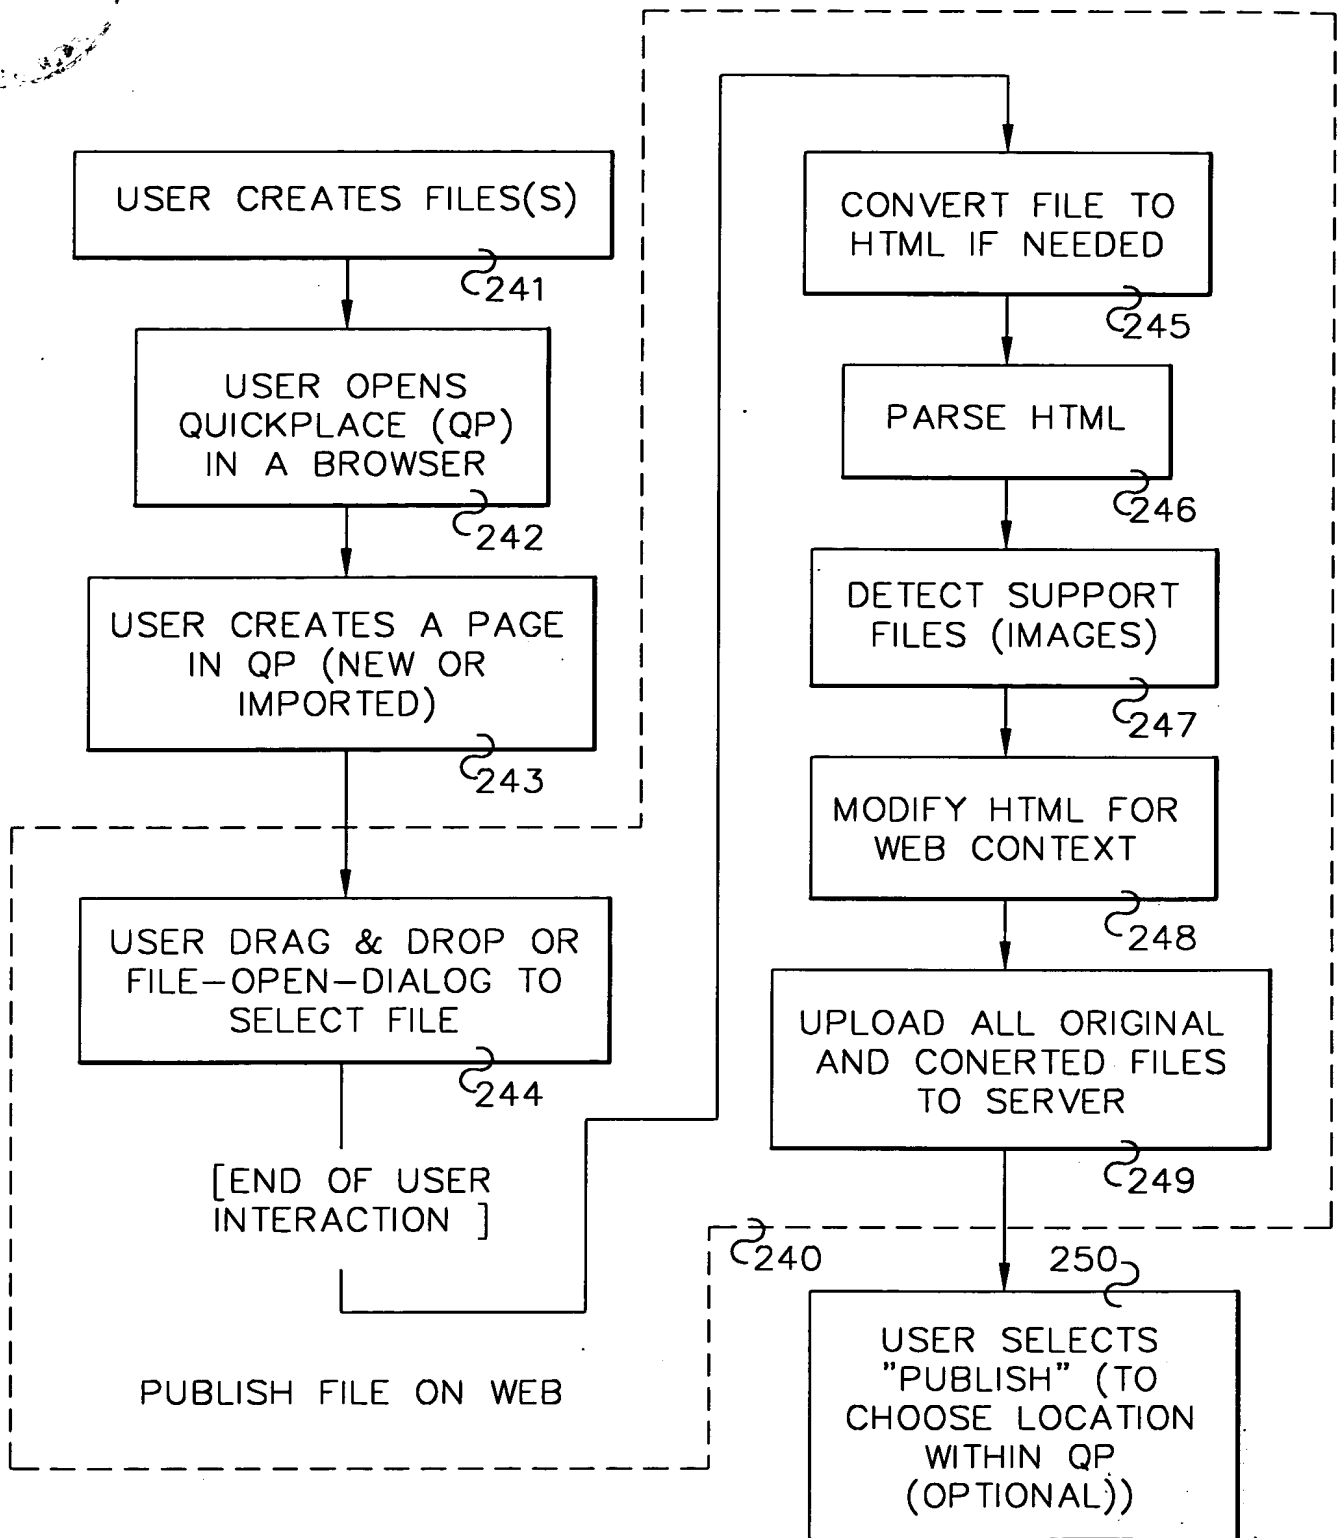 USER CREATES FILES(S)
241
USER OPENS
QUICKPLACE (QP)
IN A BROWSER
242
USER CREATES A PAGE
IN QP (NEW OR
IMPORTED)
243
USER DRAG & DROP OR
FILE-OPEN-DIALOG TO
SELECT FILE
244
[END OF USER
INTERACTION ]
PUBLISH FILE ON WEB
CONVERT FILE TO
HTML IF NEEDED
245
PARSE HTML
246
DETECT SUPPORT
FILES (IMAGES)
247
MODIFY HTML FOR
WEB CONTEXT
248
UPLOAD ALL ORIGINAL
AND CONERTED FILES
TO SERVER
249
240
250
USER SELECTS
"PUBLISH" (TO
CHOOSE LOCATION
WITHIN QP
(OPTIONAL))